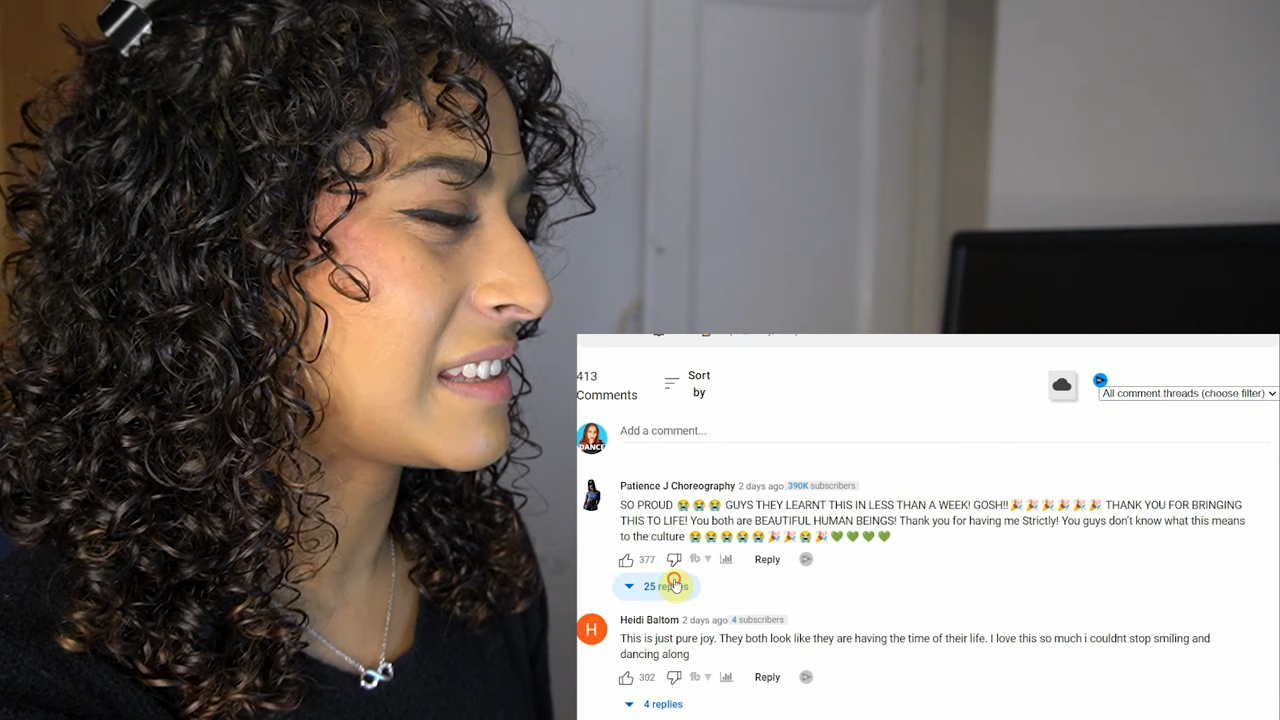 413
Comments
Sort
by
All comment threads (choose filter)
DANCE
Add a comment...
Patience J Choreography 2 days ago 390K subscribers
SO PROUD 😭 😭 😭 GUYS THEY LEARNT THIS IN LESS THAN A WEEK! GOSH!! 🎉 🎉 🎉 🎉 🎉 🎉 THANK YOU FOR BRINGING
THIS TO LIFE! You both are BEAUTIFUL HUMAN BEINGS! Thank you for having me Strictly! You guys don't know what this means
to the culture 😭 😭 😭 😭 😭 🎉 🎉 😭 🎉 💚 💚 💚 💚
377 Reply
25 replies
H
Heidi Baltom 2 days ago 4 subscribers
This is just pure joy. They both look like they are having the time of their life. I love this so much i couldnt stop smiling and
dancing along
302 Reply
4 replies